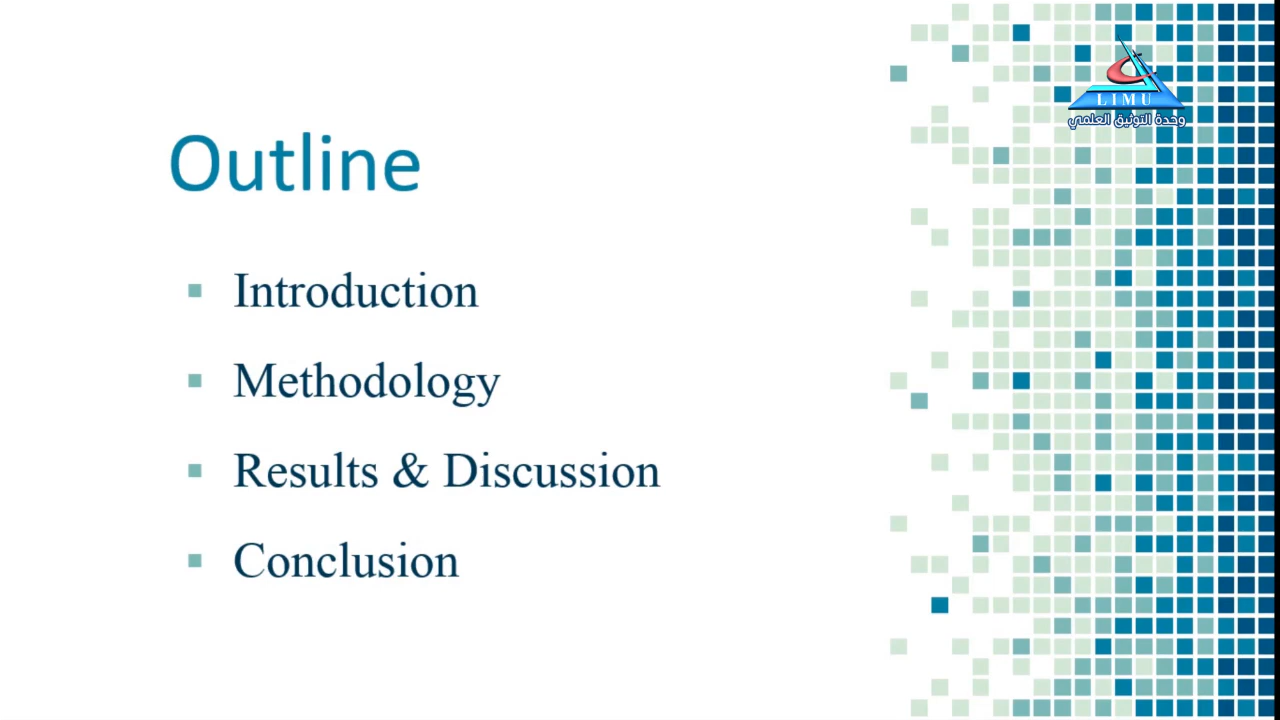 LIMU
وحدة التوثيق العلمي
Outline
Introduction
Methodology
Results & Discussion
Conclusion